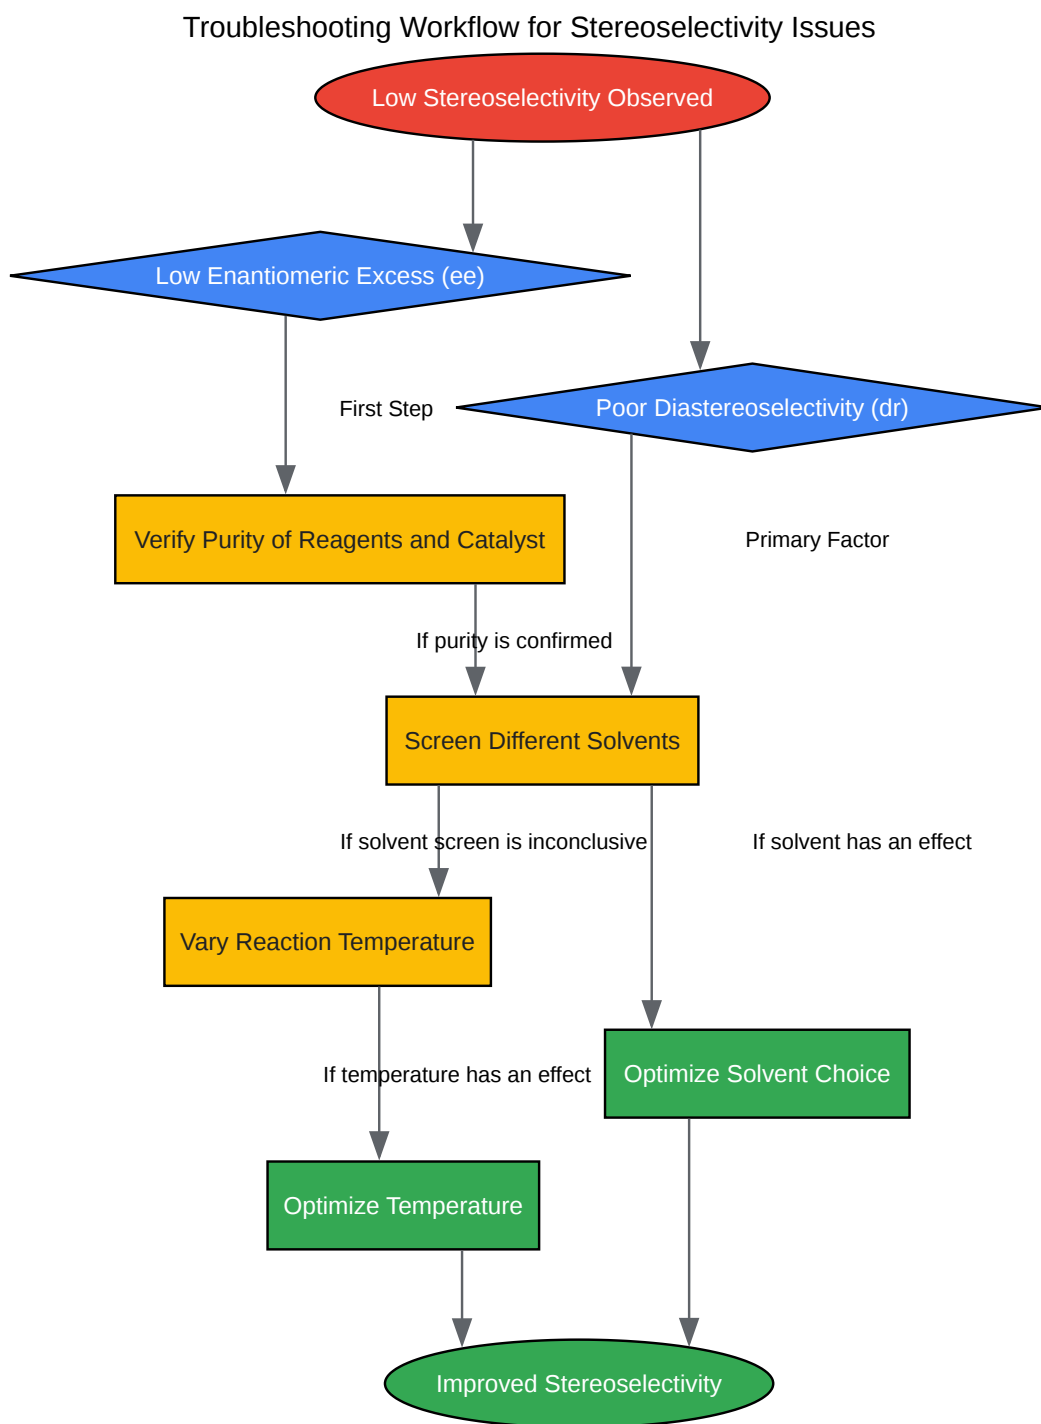 Troubleshooting Workflow for Stereoselectivity Issues
Low Stereoselectivity Observed
Low Enantiomeric Excess (ee)
First Step
Poor Diastereoselectivity (dr)
Verify Purity of Reagents and Catalyst
Primary Factor
If purity is confirmed
Screen Different Solvents
If solvent screen is inconclusive
If solvent has an effect
Vary Reaction Temperature
If temperature has an effect
Optimize Solvent Choice
Optimize Temperature
Improved Stereoselectivity